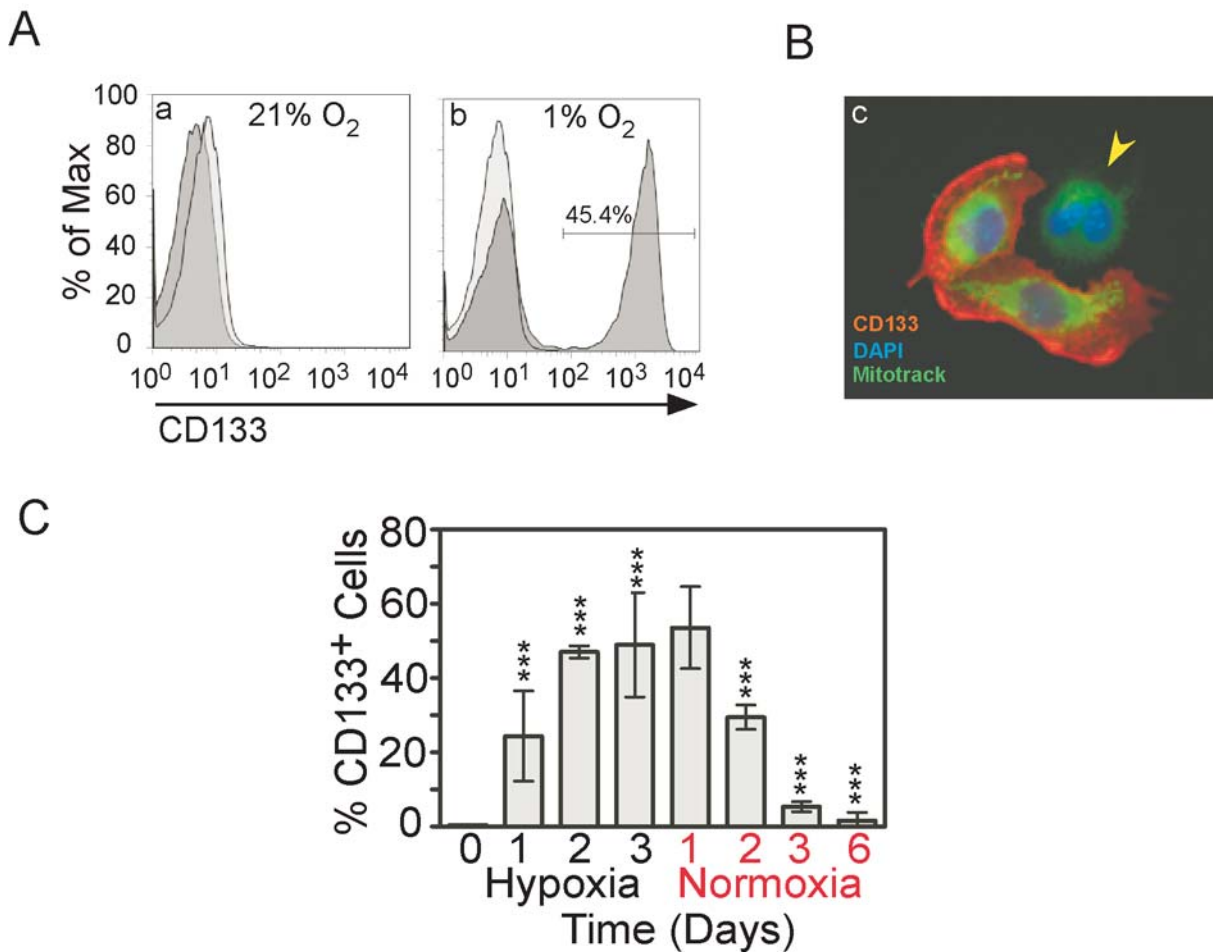 A
B
a 21% O2
b 1% O2
100
80
60
40
20
0
% of Max
45.4%
10^0 10^1 10^2 10^3 10^4
10^0 10^1 10^2 10^3 10^4
CD133
c
CD133
DAPI
Mitotrack
C
80
60
40
20
0
% CD133+ Cells
***
***
***
***
***
***
0 1 2 3 1 2 3 6
Hypoxia Normoxia
Time (Days)